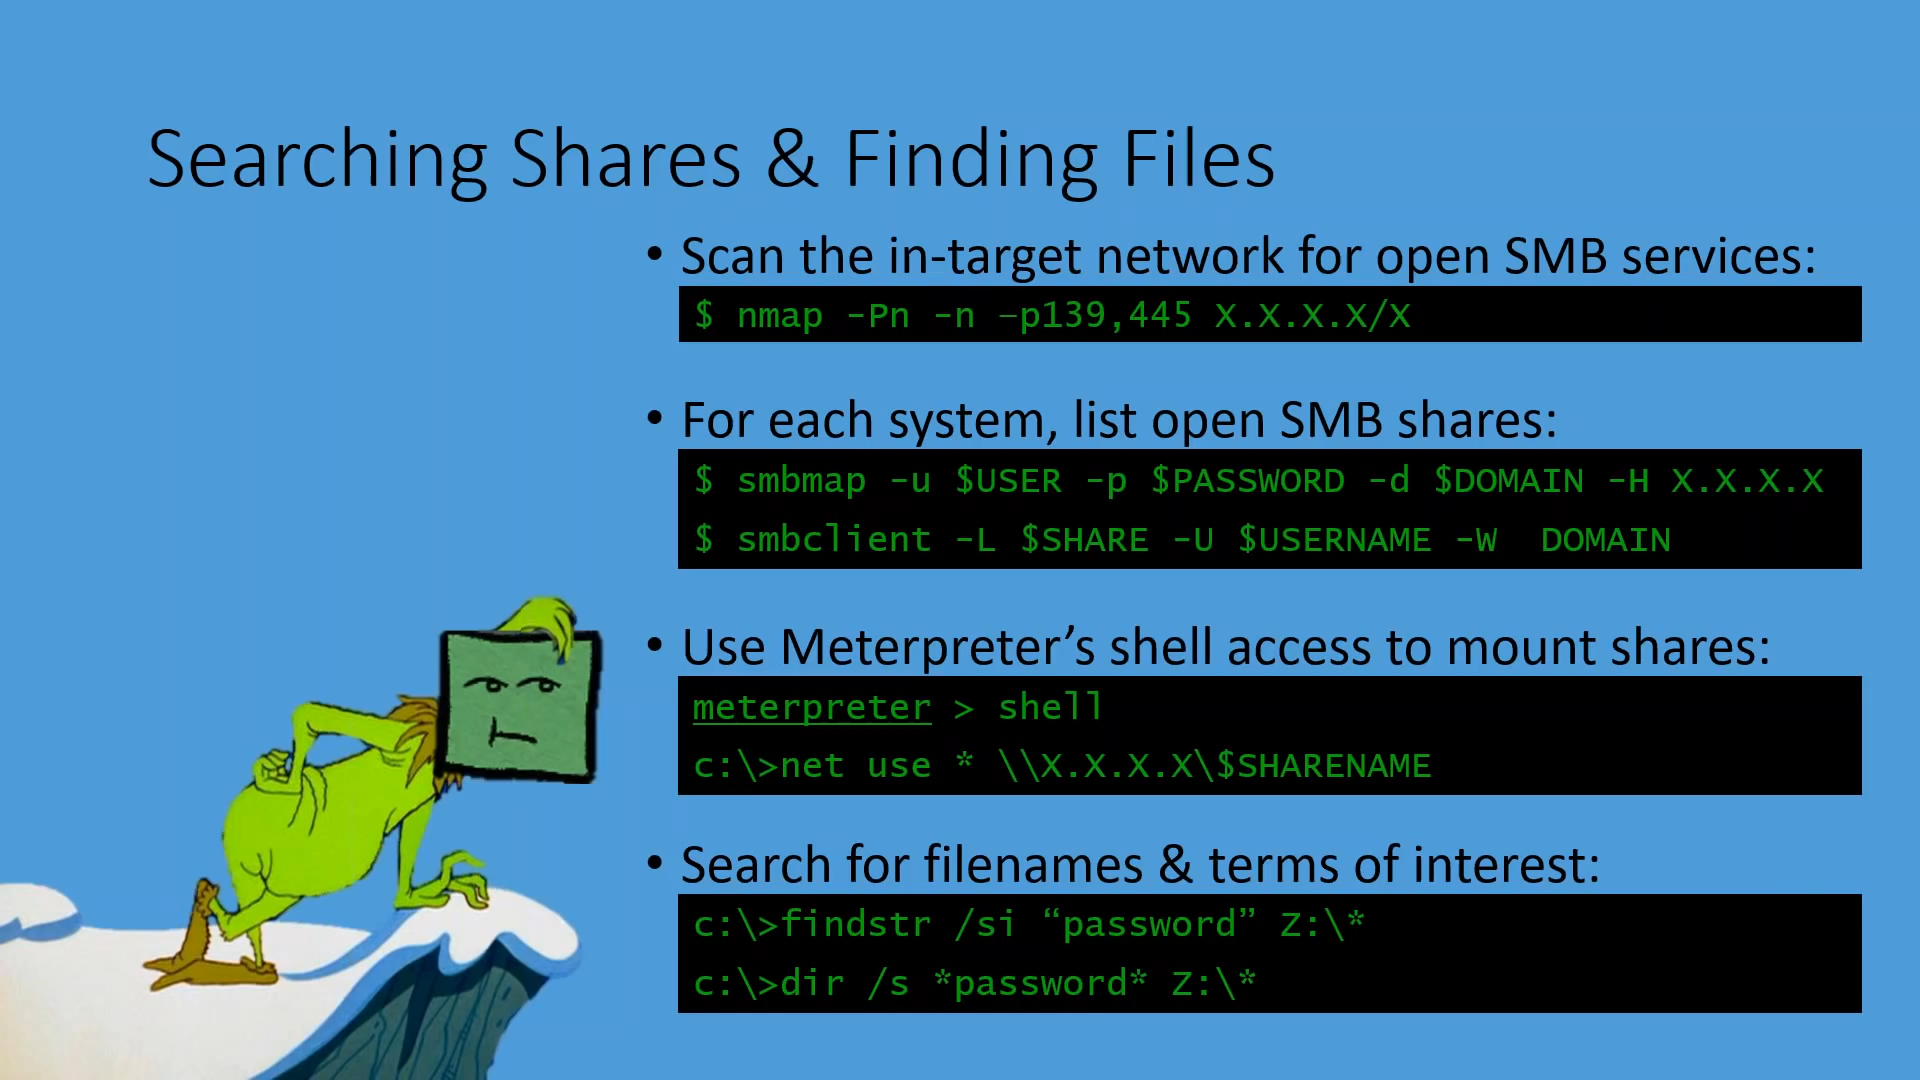 Searching Shares & Finding Files
• Scan the in-target network for open SMB services:
$ nmap -Pn -n –p139,445 X.X.X.X/X
• For each system, list open SMB shares:
$ smbmap -u $USER -p $PASSWORD -d $DOMAIN -H X.X.X.X
$ smbclient -L $SHARE -U $USERNAME -W  DOMAIN
• Use Meterpreter’s shell access to mount shares:
meterpreter > shell
c:\>net use * \\X.X.X.X\$SHARENAME
• Search for filenames & terms of interest:
c:\>findstr /si “password” Z:\*
c:\>dir /s *password* Z:\*